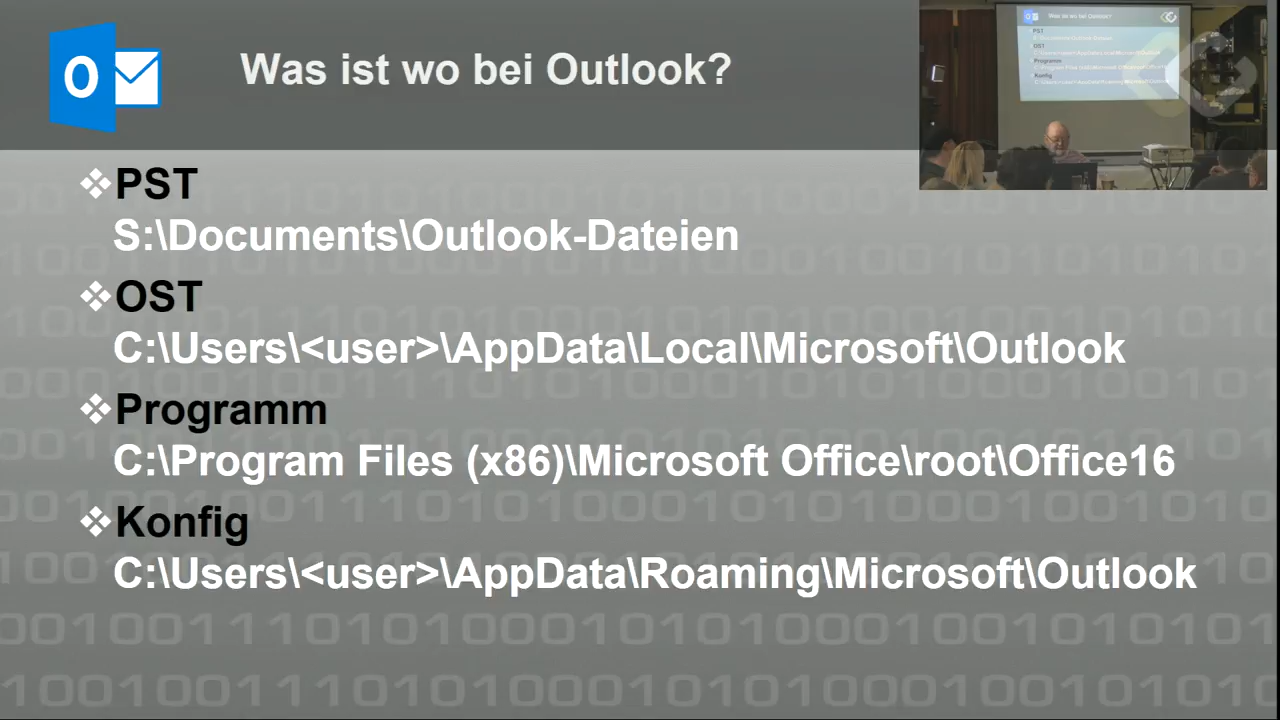 Was ist wo bei Outlook?
PST
S:\Documents\Outlook-Dateien
OST
C:\Users\<user>\AppData\Local\Microsoft\Outlook
Programm
C:\Program Files (x86)\Microsoft Office\root\Office16
Konfig
C:\Users\<user>\AppData\Roaming\Microsoft\Outlook